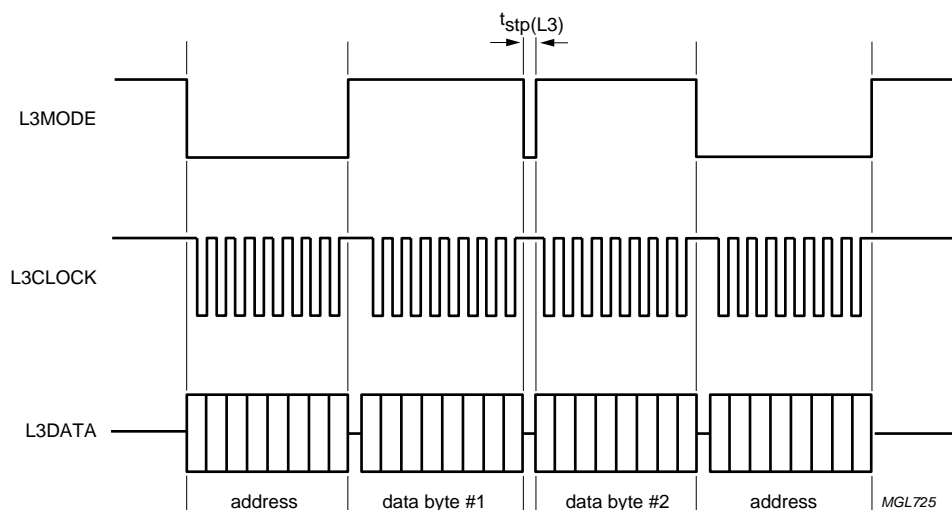 tstp(L3)
L3MODE
L3CLOCK
L3DATA
address
data byte #1
data byte #2
address
MGL725